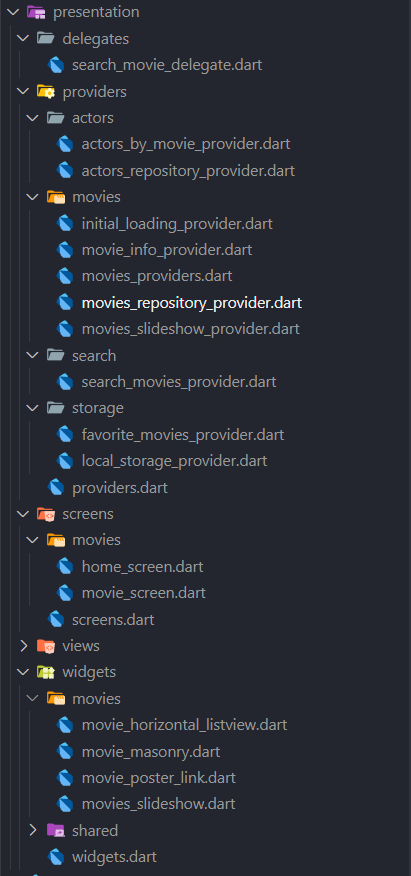 presentation
delegates
search_movie_delegate.dart
providers
actors
actors_by_movie_provider.dart
actors_repository_provider.dart
movies
initial_loading_provider.dart
movie_info_provider.dart
movies_providers.dart
movies_repository_provider.dart
movies_slideshow_provider.dart
search
search_movies_provider.dart
storage
favorite_movies_provider.dart
local_storage_provider.dart
providers.dart
screens
movies
home_screen.dart
movie_screen.dart
screens.dart
views
widgets
movies
movie_horizontal_listview.dart
movie_masonry.dart
movie_poster_link.dart
movies_slideshow.dart
shared
widgets.dart